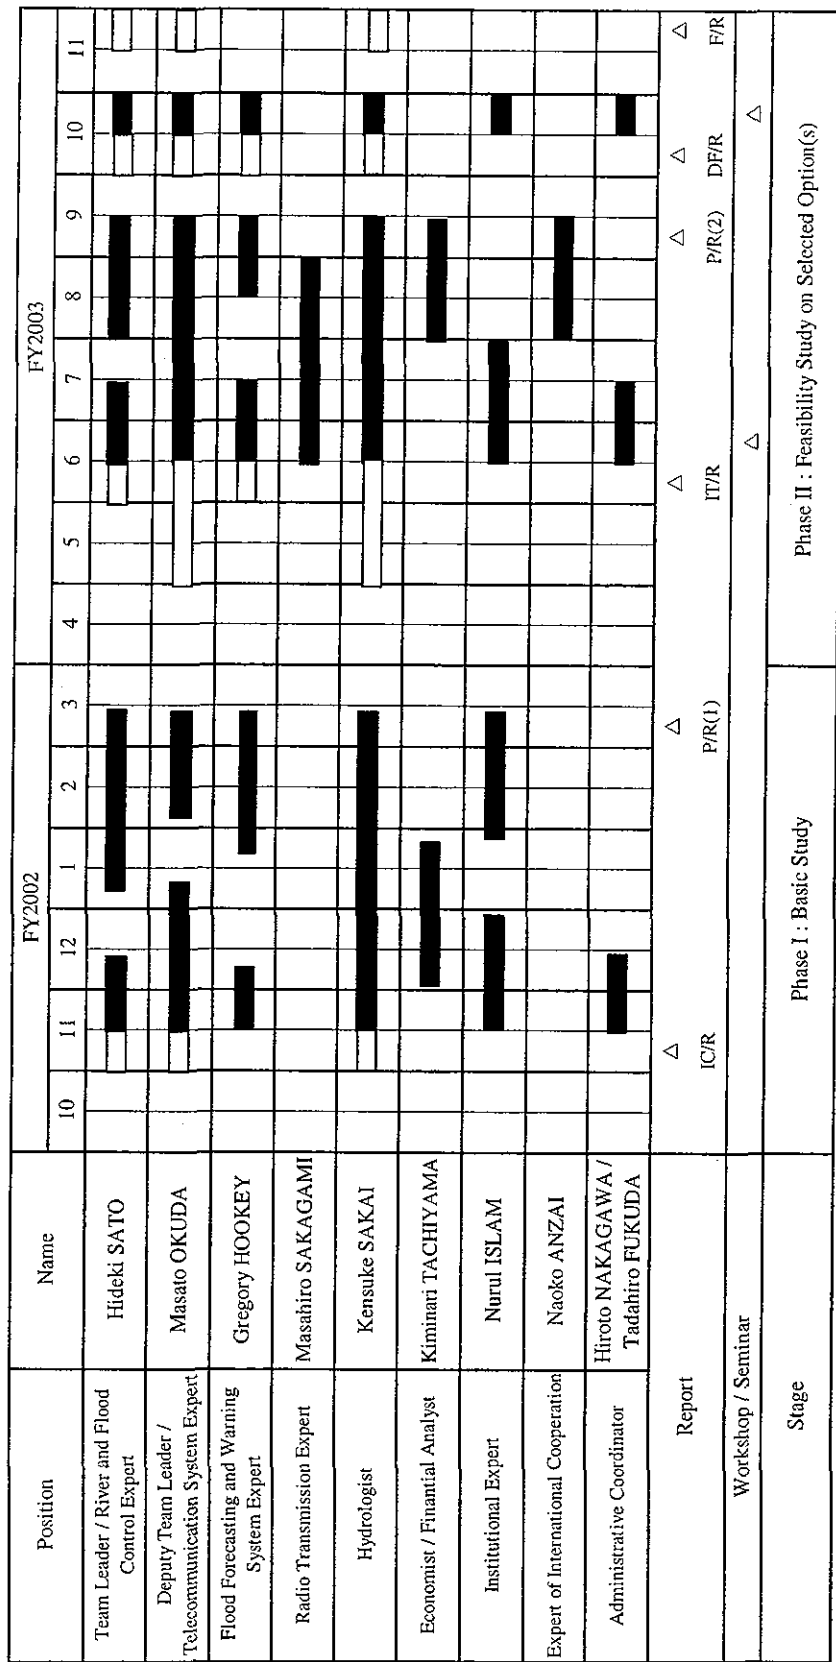 Position Name FY2002 FY2003
10 11 12 1 2 3 4 5 6 7 8 9 10 11
Team Leader / River and Flood
Control Expert
Hideki SATO
Deputy Team Leader /
Telecommunication System Expert
Masato OKUDA
Flood Forecasting and Warning
System Expert
Gregory HOOKEY
Radio Transmission Expert Masahiro SAKAGAMI
Hydrologist Kensuke SAKAI
Economist / Finantial Analyst Kiminari TACHIYAMA
Institutional Expert Nurul ISLAM
Expert of International Cooperation Naoko ANZAI
Administrative Coordinator
Hiroto NAKAGAWA /
Tadahiro FUKUDA
Report
△ △ △ △ △ △
IC/R P/R(1) IT/R P/R(2) DF/R F/R
Workshop / Seminar △ △
Stage Phase I : Basic Study Phase II : Feasibility Study on Selected Option(s)